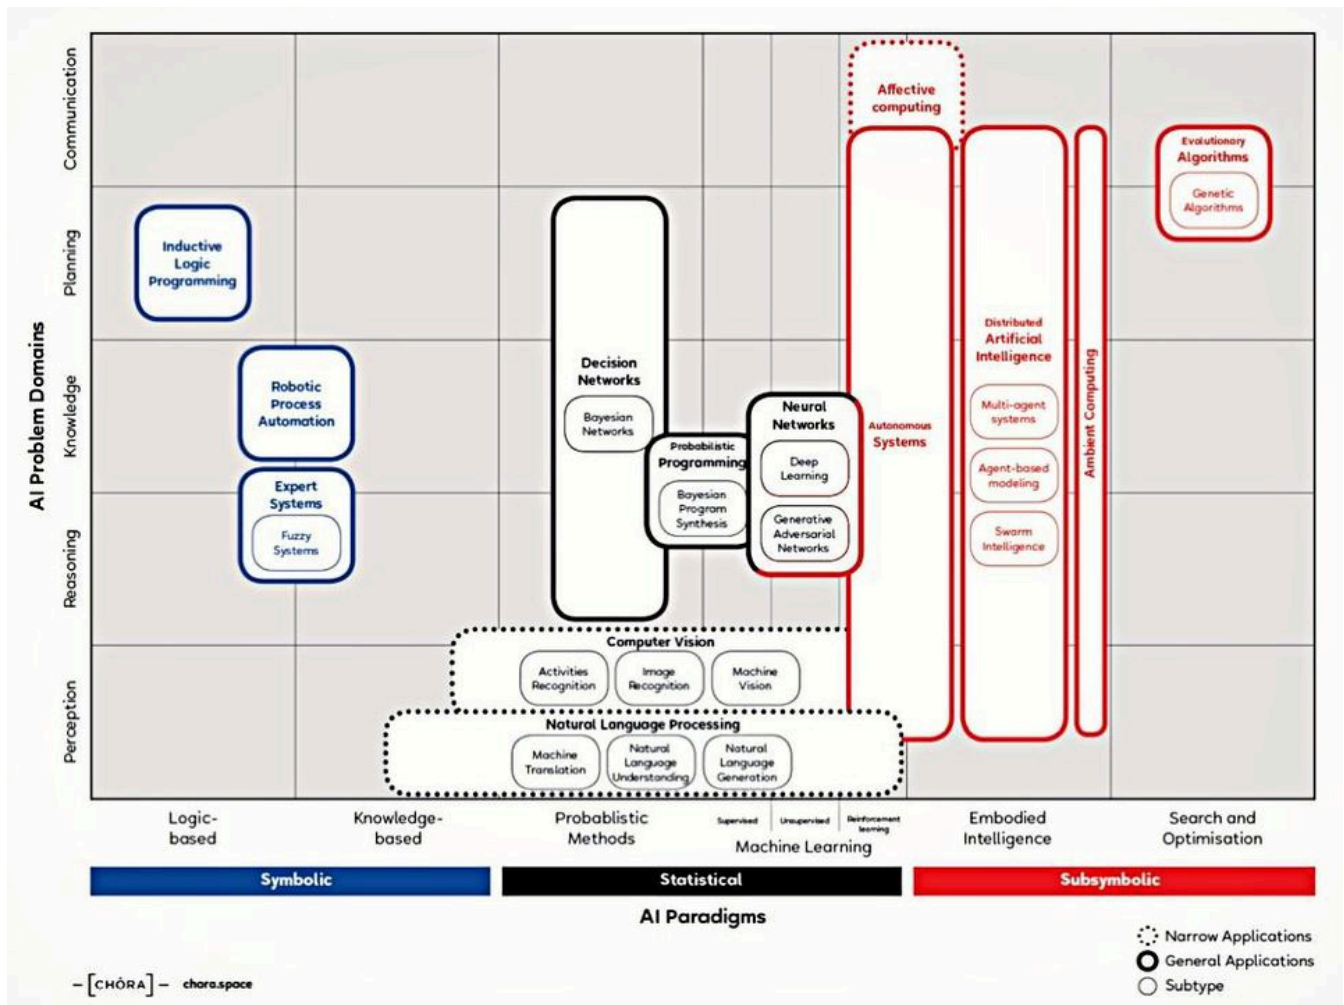 AI Problem Domains
Communication
Planning
Knowledge
Reasoning
Perception
Affective
computing
Evolutionary
Algorithms
Genetic
Algorithms
Inductive
Logic
Programming
Robotic
Process
Automation
Expert
Systems
Fuzzy
Systems
Decision
Networks
Bayesian
Networks
Probabilistic
Programming
Bayesian
Program
Synthesis
Neural
Networks
Deep
Learning
Generative
Adversarial
Networks
Autonomous
Systems
Distributed
Artificial
Intelligence
Multi-agent
systems
Agent-based
modeling
Swarm
Intelligence
Ambient Computing
Computer Vision
Activities
Recognition
Image
Recognition
Machine
Vision
Natural Language Processing
Machine
Translation
Natural
Language
Understanding
Natural
Language
Generation
Logic-
based
Knowledge-
based
Probablistic
Methods
Supervised
Unsupervised
Reinforcement
learning
Machine Learning
Embodied
Intelligence
Search and
Optimisation
Symbolic
Statistical
Subsymbolic
AI Paradigms
Narrow Applications
General Applications
Subtype
–[CHÔRA]– chora.space